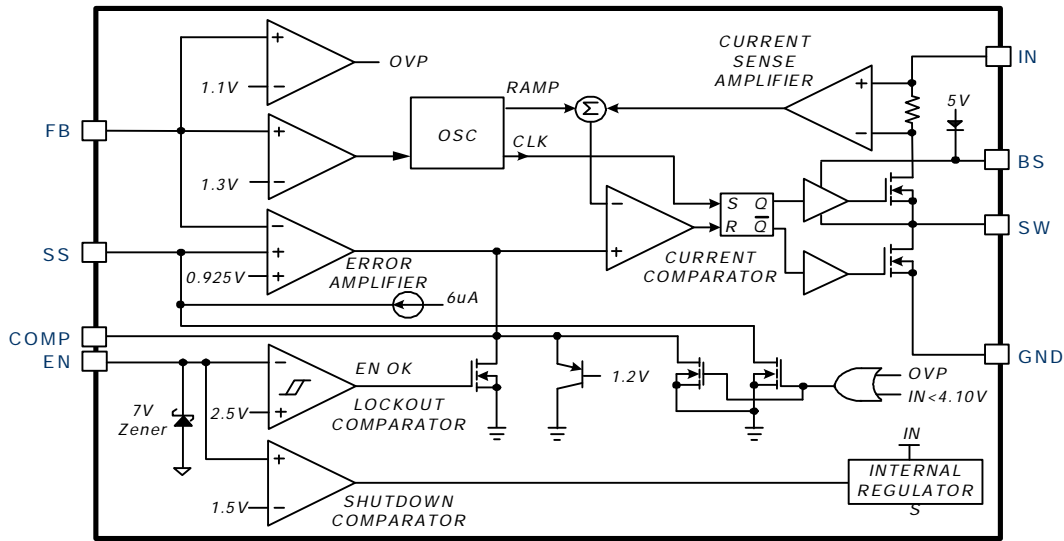 CURRENT
SENSE
AMPLIFIER
IN
+
OVP
1.1V
−
RAMP
+
Σ
5V
FB
+
OSC
−
CLK
BS
1.3V
−
−
S Q
R Q
SW
SS
−
0.925V
+
ERROR
AMPLIFIER
+
CURRENT
COMPARATOR
6uA
COMP
EN
GND
−
EN OK
1.2V
OVP
IN<4.10V
7V
Zener
2.5V
+
LOCKOUT
COMPARATOR
IN
+
INTERNAL
REGULATOR
S
1.5V
−
SHUTDOWN
COMPARATOR